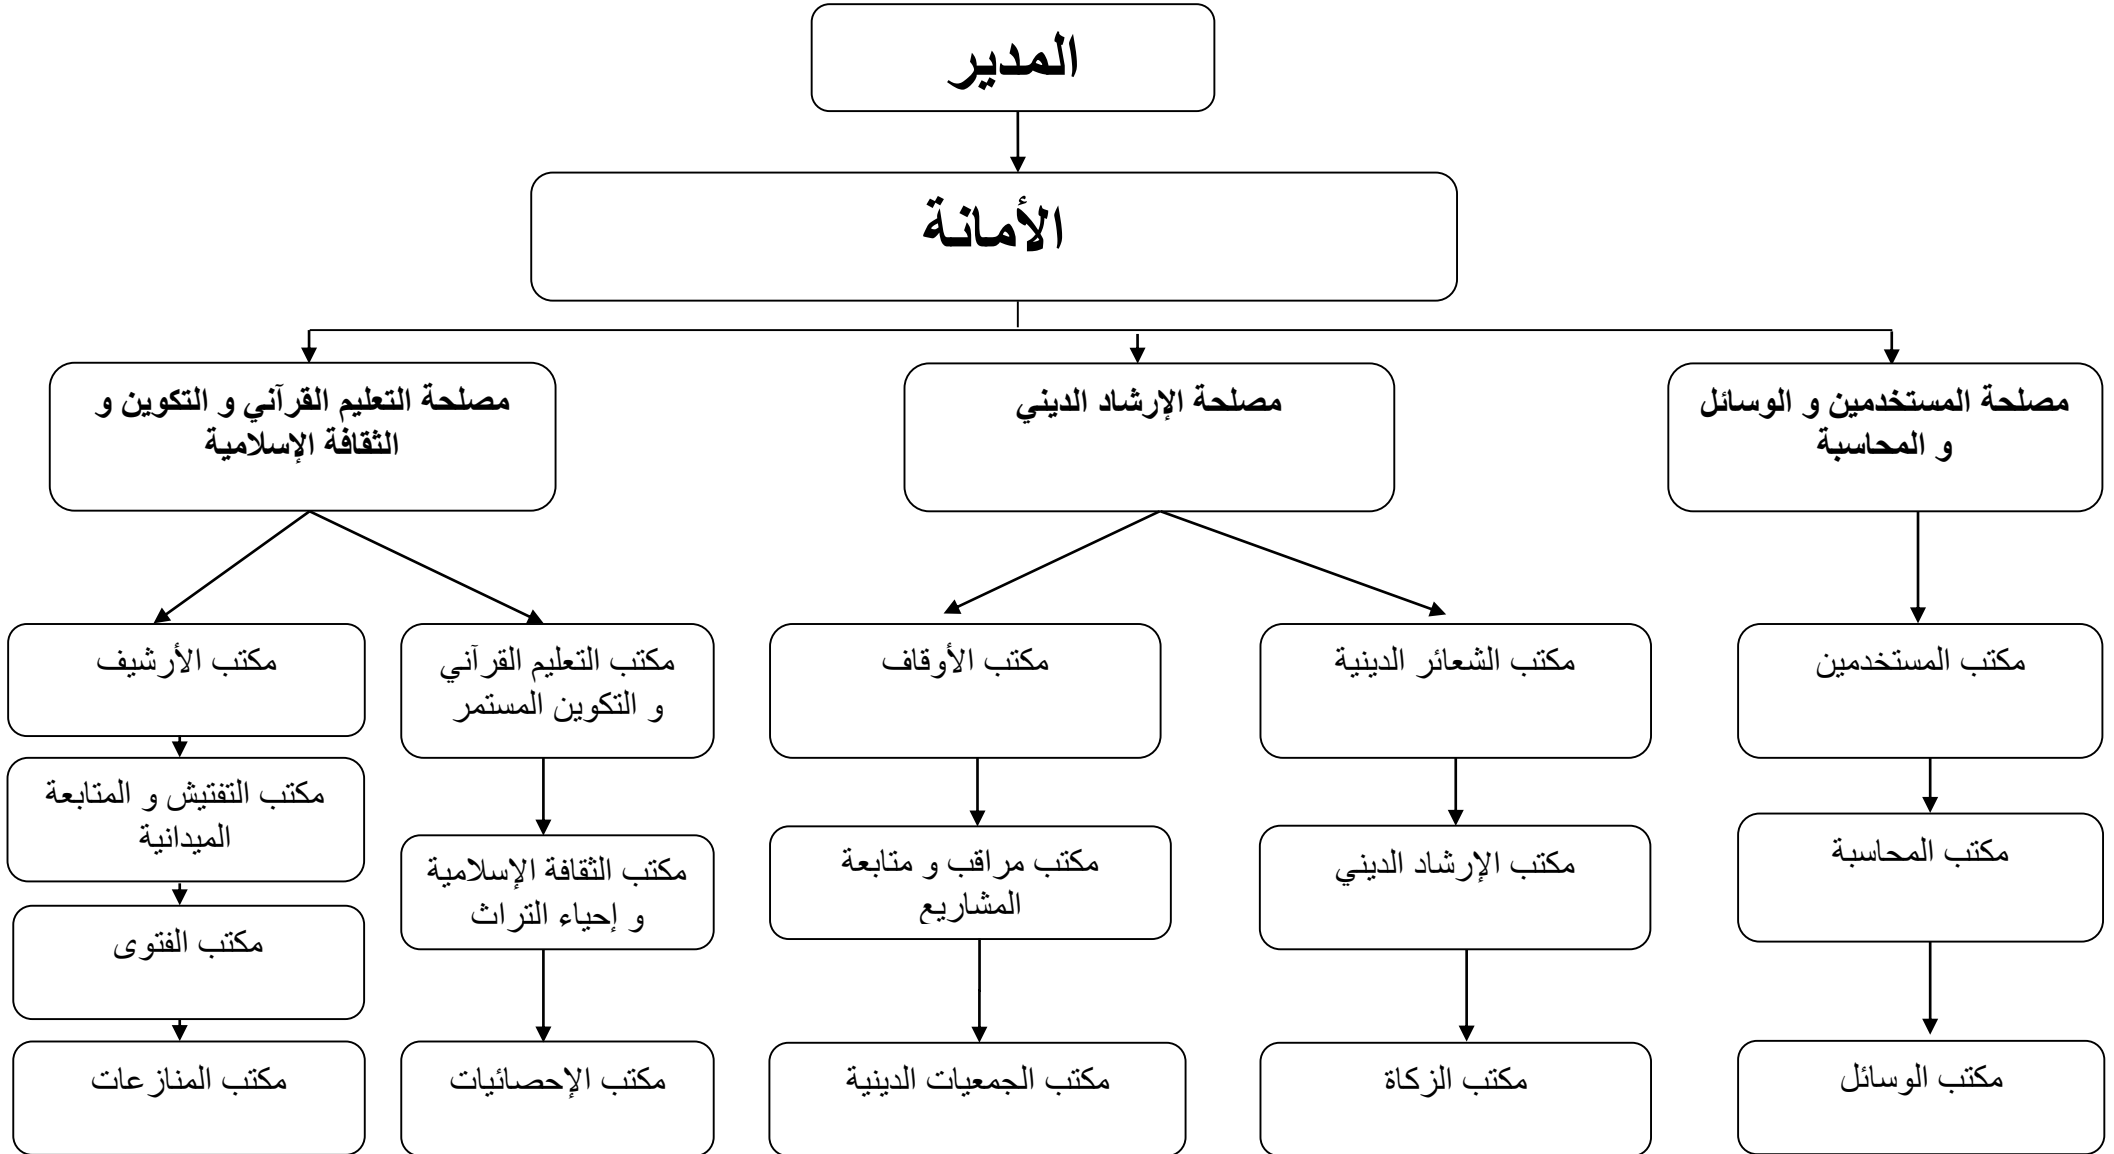 المدير
الأمانة
مصلحة المستخدمين و الوسائل
و المحاسبة
مصلحة الإرشاد الديني
مصلحة التعليم القرآني و التكوين و
الثقافة الإسلامية
مكتب المستخدمين
مكتب الشعائر الدينية
مكتب الأوقاف
مكتب التعليم القرآني
و التكوين المستمر
مكتب الأرشيف
مكتب المحاسبة
مكتب الإرشاد الديني
مكتب مراقب و متابعة
المشاريع
مكتب الثقافة الإسلامية
و إحياء التراث
مكتب التفتيش و المتابعة
الميدانية
مكتب الفتوى
مكتب الوسائل
مكتب الزكاة
مكتب الجمعيات الدينية
مكتب الإحصائيات
مكتب المنازعات